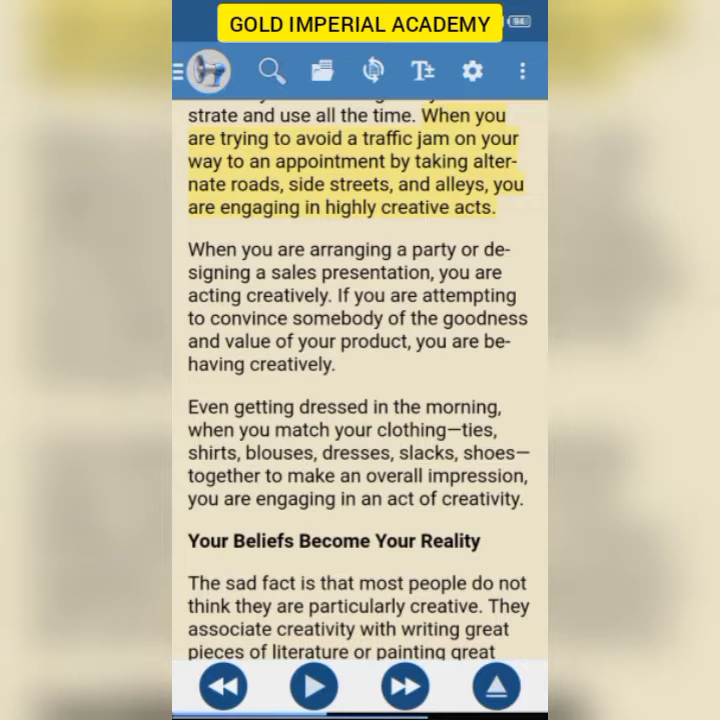 GOLD IMPERIAL ACADEMY
94
T±
strate and use all the time. When you
are trying to avoid a traffic jam on your
way to an appointment by taking alter-
nate roads, side streets, and alleys, you
are engaging in highly creative acts.
When you are arranging a party or de-
signing a sales presentation, you are
acting creatively. If you are attempting
to convince somebody of the goodness
and value of your product, you are be-
having creatively.
Even getting dressed in the morning,
when you match your clothing—ties,
shirts, blouses, dresses, slacks, shoes—
together to make an overall impression,
you are engaging in an act of creativity.
Your Beliefs Become Your Reality
The sad fact is that most people do not
think they are particularly creative. They
associate creativity with writing great
pieces of literature or painting great